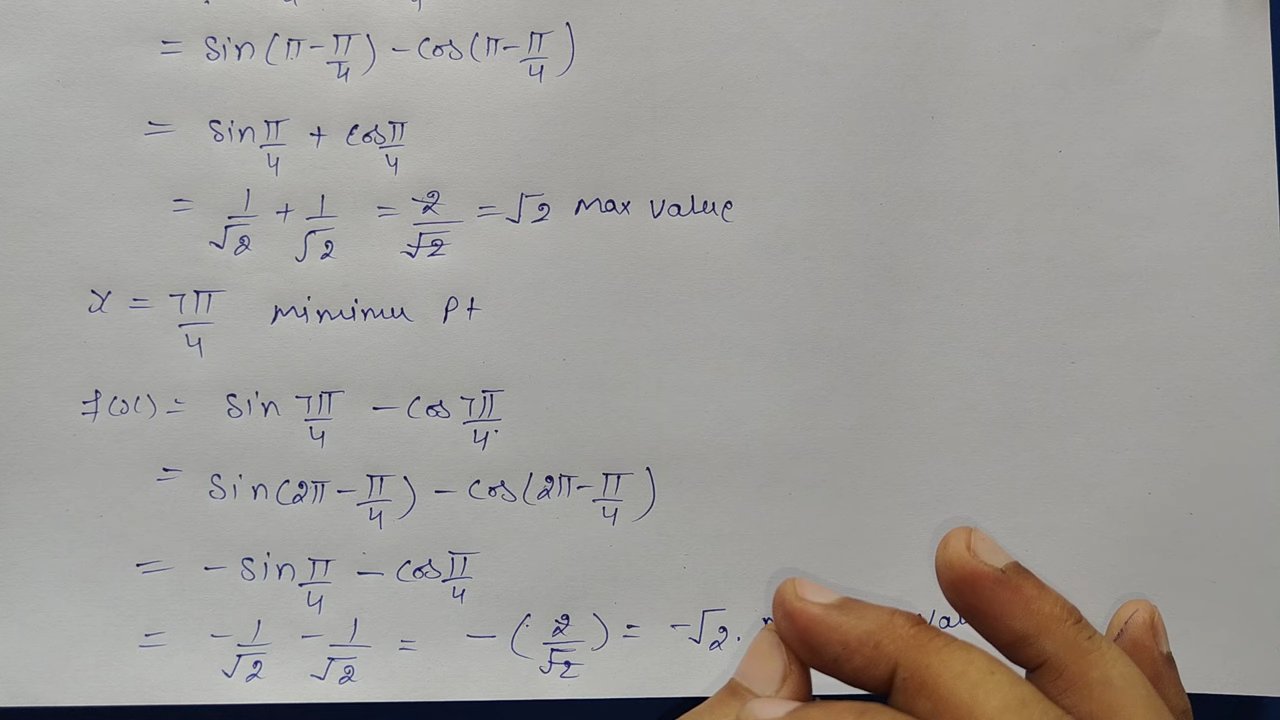 = sin(π-π/4) - cos(π-π/4)
= sin π/4 + cos π/4
= 1/√2 + 1/√2 = 2/√2 = √2 max value
x = 7π/4 minimu pt
f(x) = sin 7π/4 - cos 7π/4
= sin(2π-π/4) - cos(2π-π/4)
= -sin π/4 - cos π/4
= -1/√2 - 1/√2 = -(2/√2) = -√2.